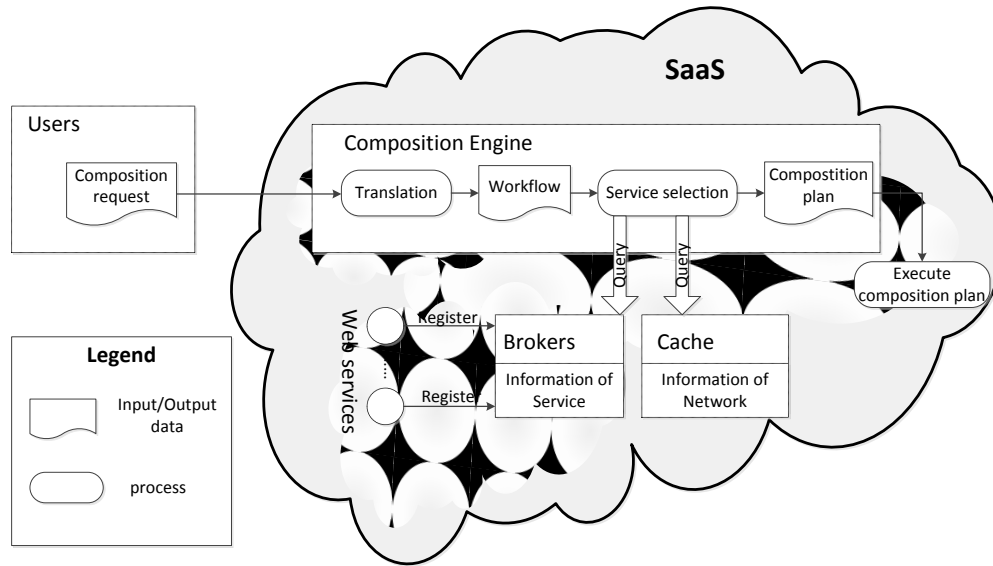 SaaS
Users
Composition
request
Composition Engine
Translation
Workflow
Service selection
Compostition
plan
Query
Query
Execute
composition plan
Web services
Register
......
Register
Brokers
Information of
Service
Cache
Information of
Network
Legend
Input/Output
data
process